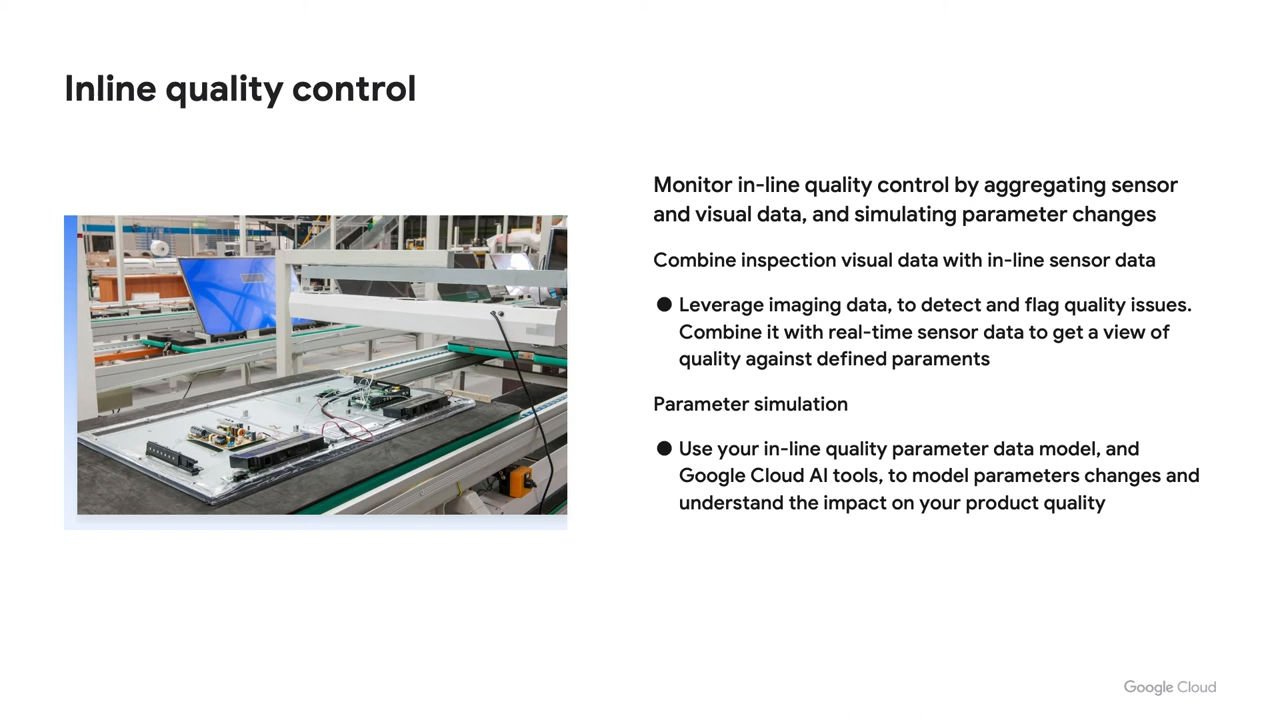 Inline quality control
Monitor in-line quality control by aggregating sensor
and visual data, and simulating parameter changes
Combine inspection visual data with in-line sensor data
● Leverage imaging data, to detect and flag quality issues.
Combine it with real-time sensor data to get a view of
quality against defined paraments
Parameter simulation
● Use your in-line quality parameter data model, and
Google Cloud AI tools, to model parameters changes and
understand the impact on your product quality
Google Cloud